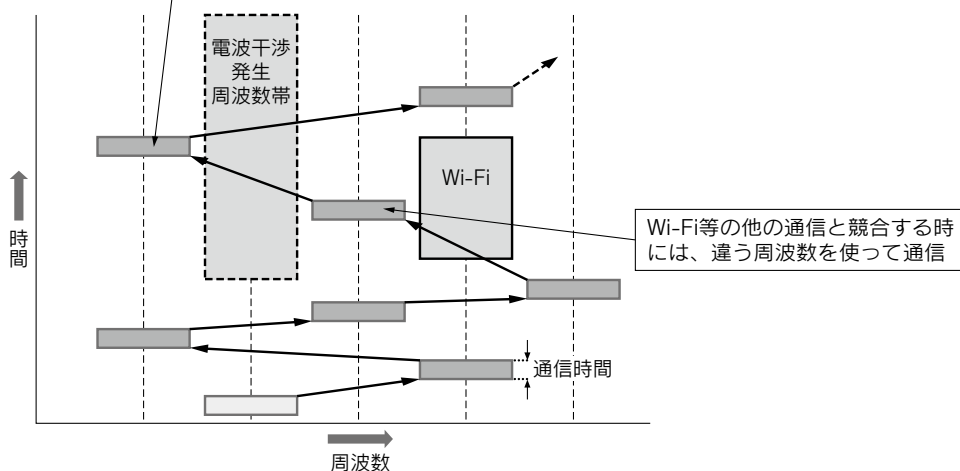 電波干渉
発生
周波数帯
Wi-Fi
Wi-Fi等の他の通信と競合する時
には、違う周波数を使って通信
時間
通信時間
周波数